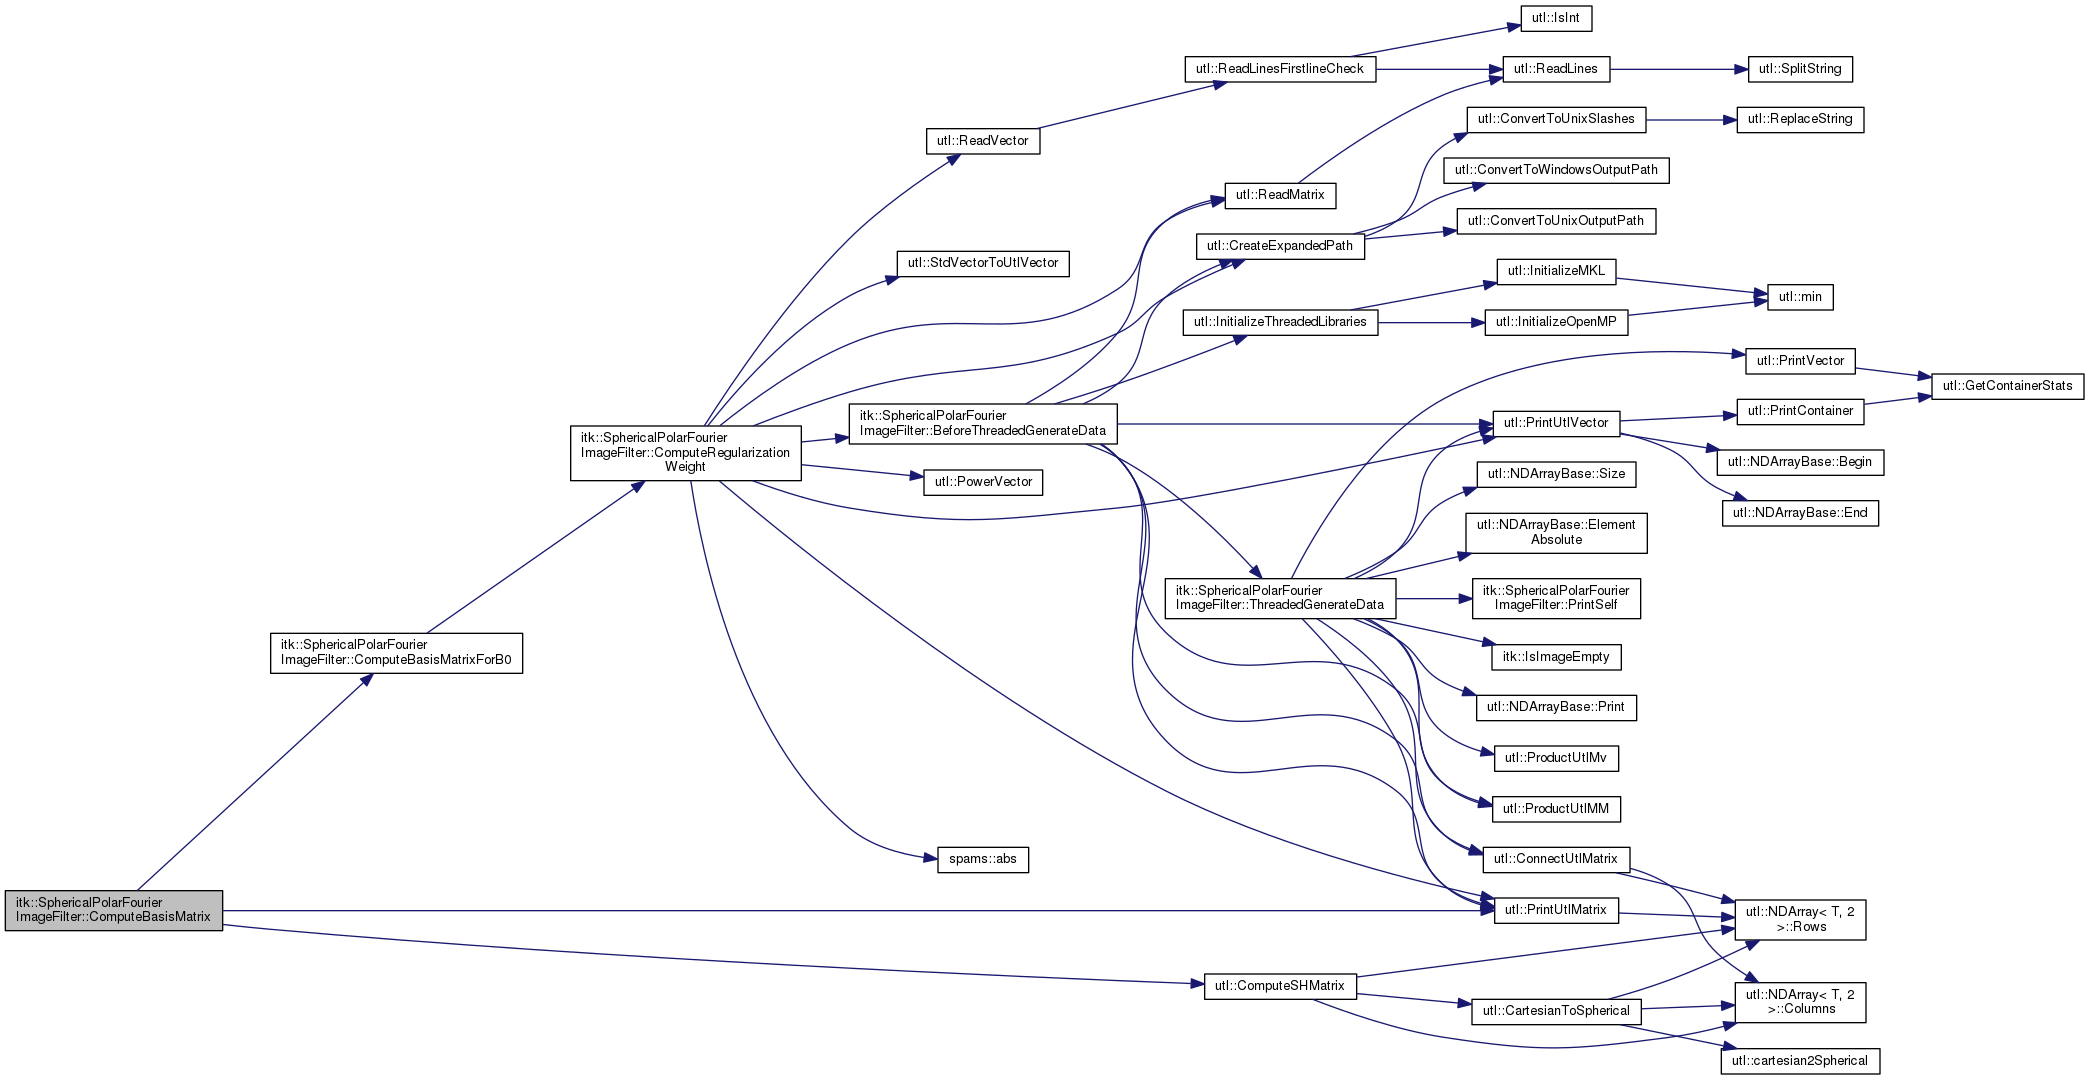 utl::IsInt
utl::ReadLinesFirstlineCheck
utl::ReadLines
utl::SplitString
utl::ConvertToUnixSlashes
utl::ReplaceString
utl::ReadVector
utl::ConvertToWindowsOutputPath
utl::ReadMatrix
utl::ConvertToUnixOutputPath
utl::CreateExpandedPath
utl::StdVectorToUtlVector
utl::InitializeMKL
utl::min
utl::InitializeThreadedLibraries
utl::InitializeOpenMP
utl::PrintVector
utl::GetContainerStats
utl::PrintContainer
itk::SphericalPolarFourier
ImageFilter::BeforeThreadedGenerateData
utl::PrintUtlVector
itk::SphericalPolarFourier
ImageFilter::ComputeRegularization
Weight
utl::NDArrayBase::Begin
utl::PowerVector
utl::NDArrayBase::Size
utl::NDArrayBase::End
utl::NDArrayBase::Element
Absolute
itk::SphericalPolarFourier
ImageFilter::ThreadedGenerateData
itk::SphericalPolarFourier
ImageFilter::PrintSelf
itk::SphericalPolarFourier
ImageFilter::ComputeBasisMatrixForB0
itk::IsImageEmpty
utl::NDArrayBase::Print
utl::ProductUtlMv
utl::ProductUtlMM
spams::abs
utl::ConnectUtlMatrix
itk::SphericalPolarFourier
ImageFilter::ComputeBasisMatrix
utl::PrintUtlMatrix
utl::NDArray< T, 2
>::Rows
utl::ComputeSHMatrix
utl::CartesianToSpherical
utl::NDArray< T, 2
>::Columns
utl::cartesian2Spherical